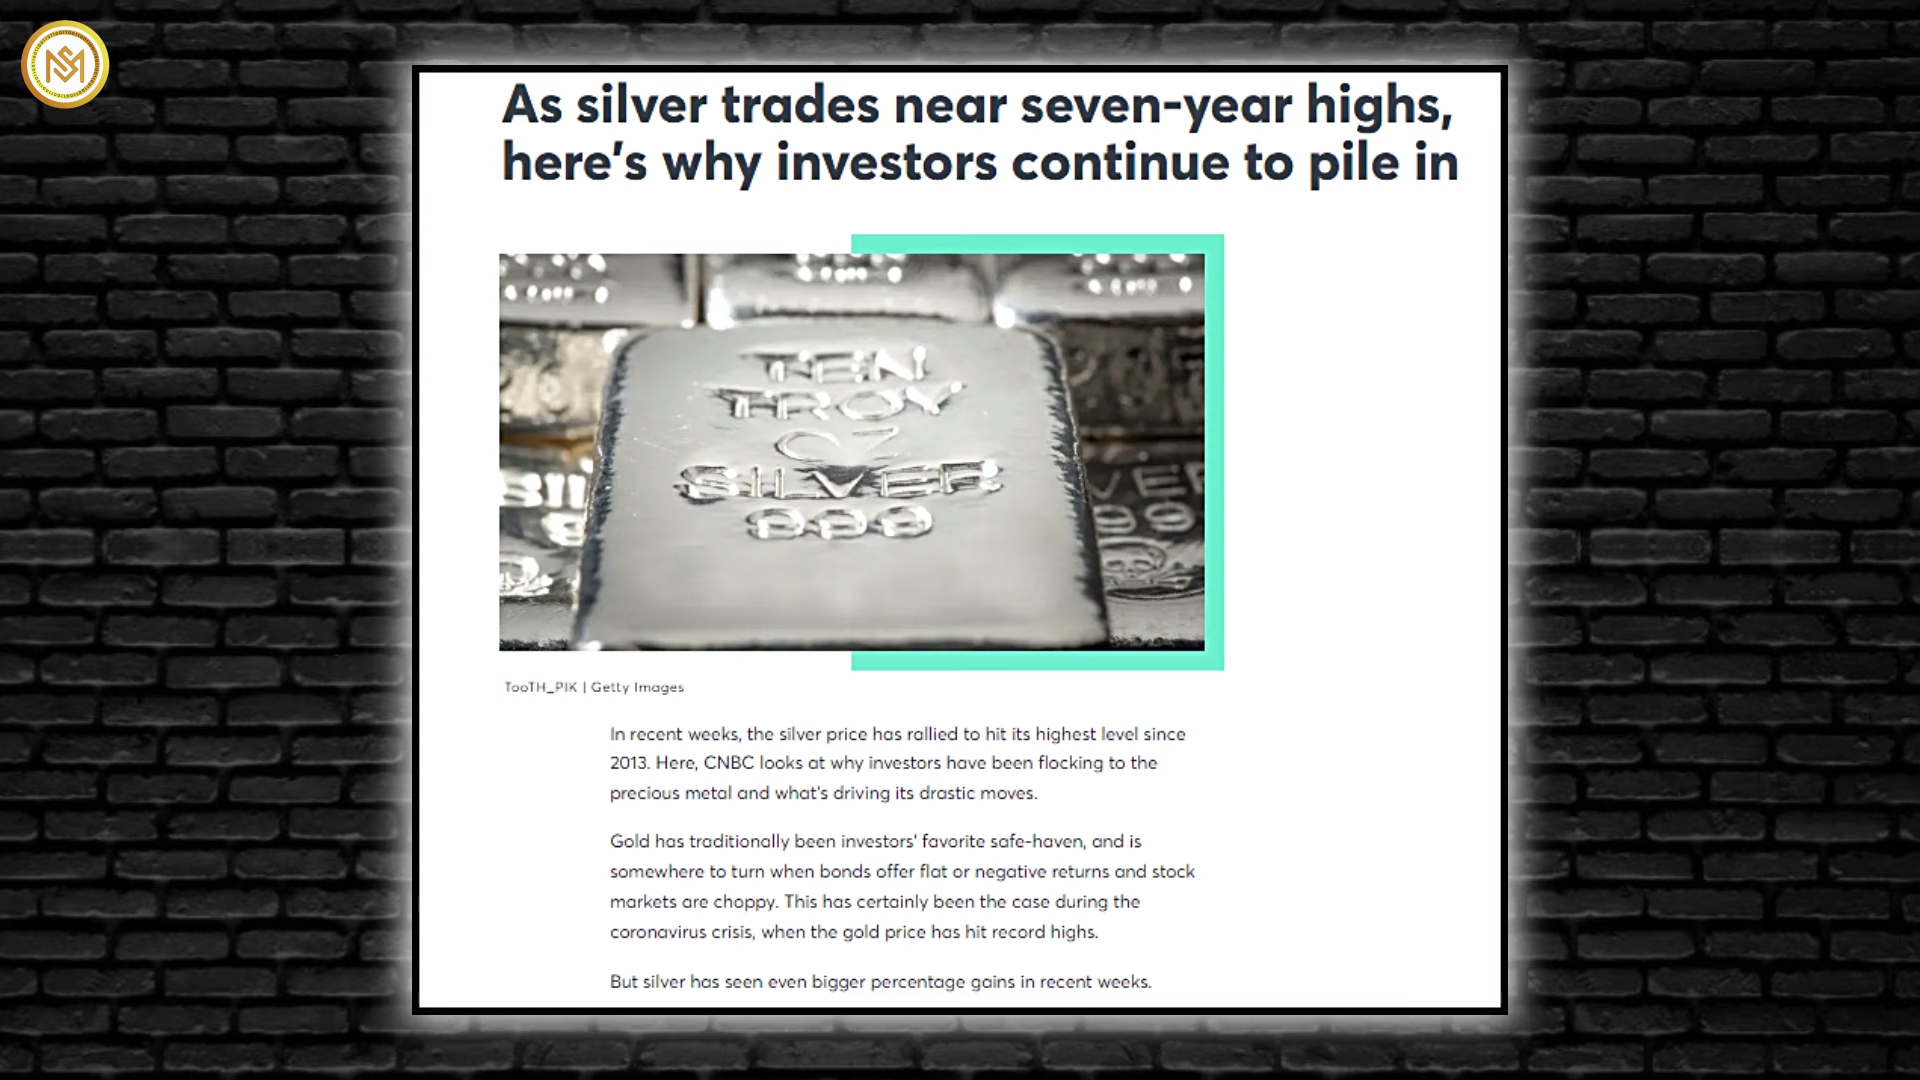 As silver trades near seven-year highs,
here's why investors continue to pile in
TEN
TROY
OZ
SILVER
999
TooTH_PIK | Getty Images
In recent weeks, the silver price has rallied to hit its highest level since
2013. Here, CNBC looks at why investors have been flocking to the
precious metal and what's driving its drastic moves.
Gold has traditionally been investors' favorite safe-haven, and is
somewhere to turn when bonds offer flat or negative returns and stock
markets are choppy. This has certainly been the case during the
coronavirus crisis, when the gold price has hit record highs.
But silver has seen even bigger percentage gains in recent weeks.